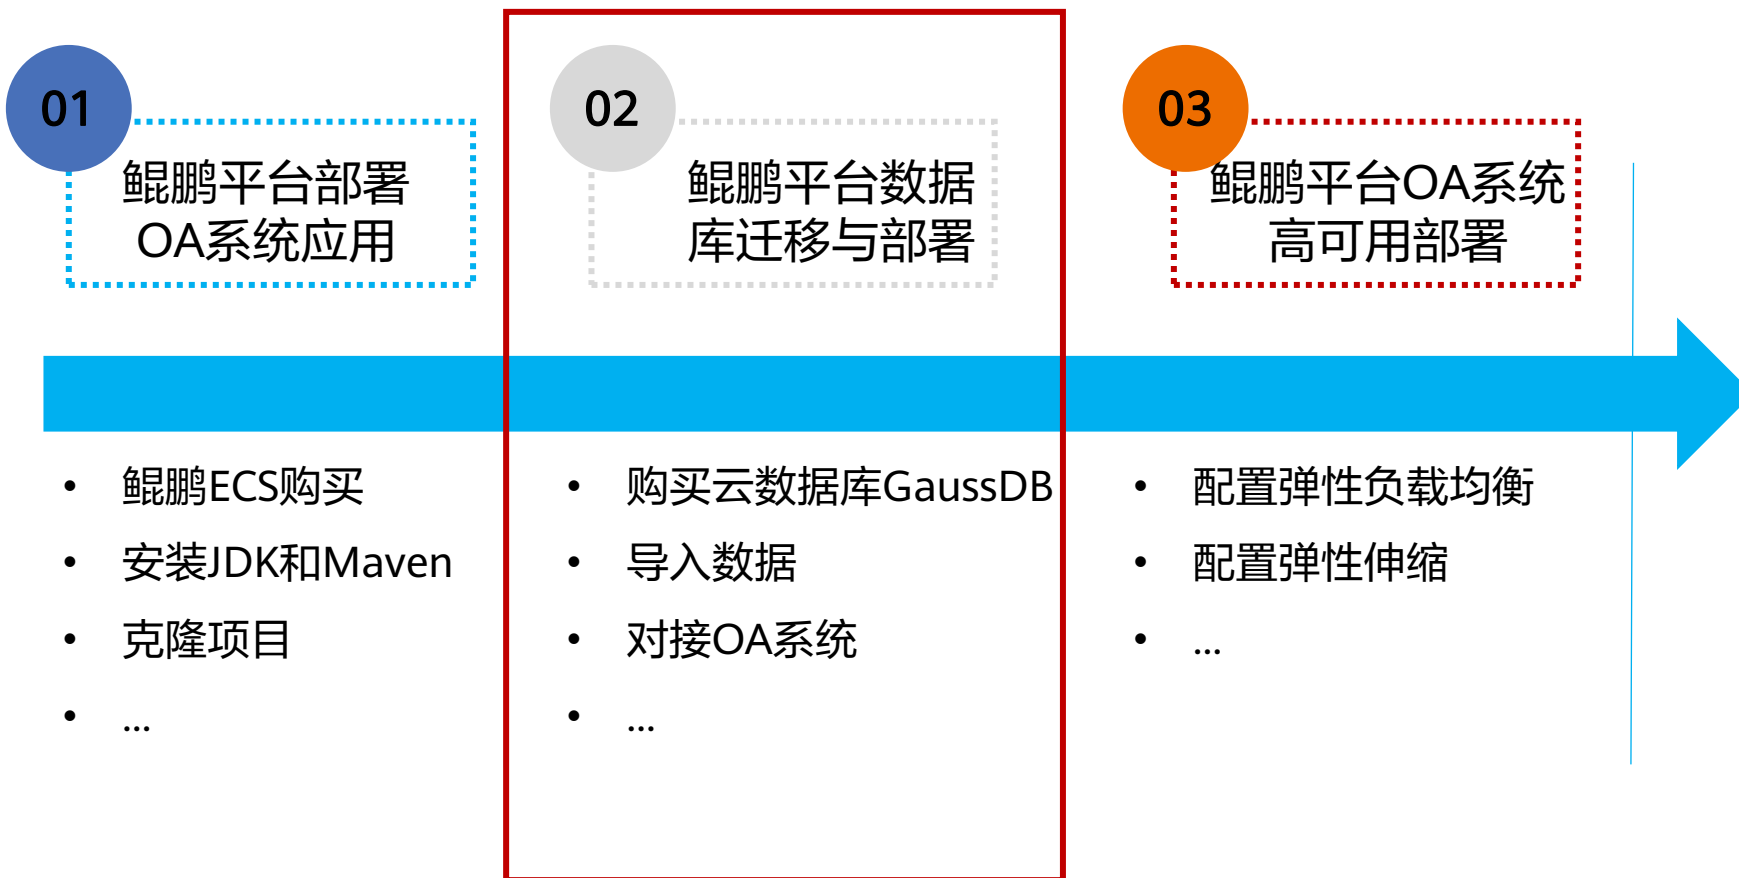 01
鲲鹏平台部署
OA系统应用
• 鲲鹏ECS购买
• 安装JDK和Maven
• 克隆项目
• ...
02
鲲鹏平台数据
库迁移与部署
• 购买云数据库GaussDB
• 导入数据
• 对接OA系统
• ...
03
鲲鹏平台OA系统
高可用部署
• 配置弹性负载均衡
• 配置弹性伸缩
• ...